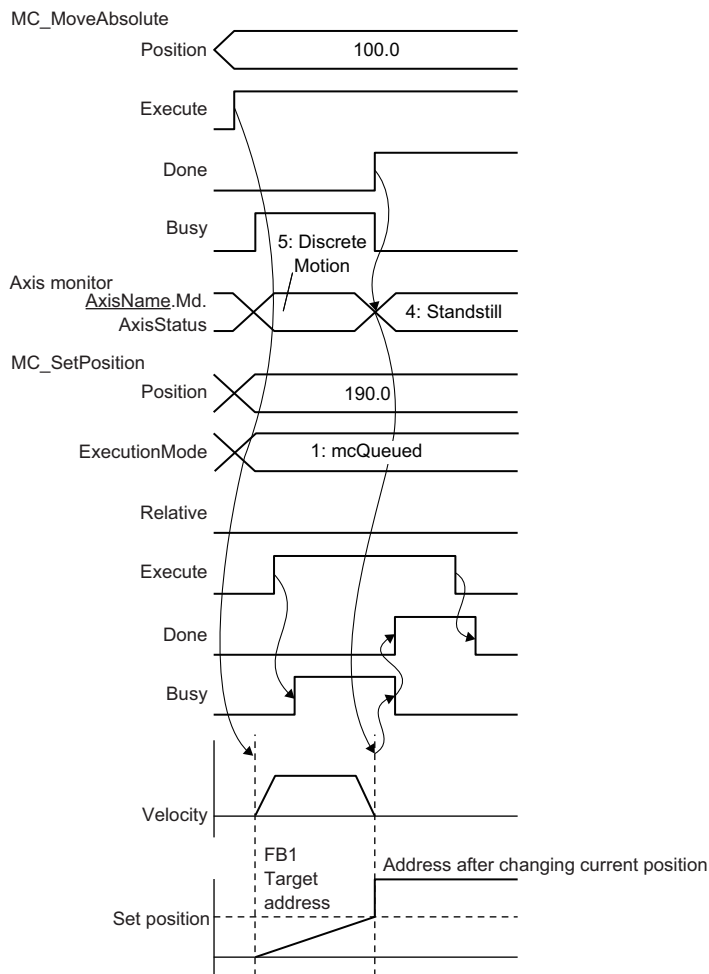 MC_MoveAbsolute
Position
100.0
Execute
Done
Busy
5: Discrete
Motion
Axis monitor
AxisName.Md.
AxisStatus
4: Standstill
MC_SetPosition
Position
190.0
ExecutionMode
1: mcQueued
Relative
Execute
Done
Busy
Velocity
FB1
Target
address
Address after changing current position
Set position